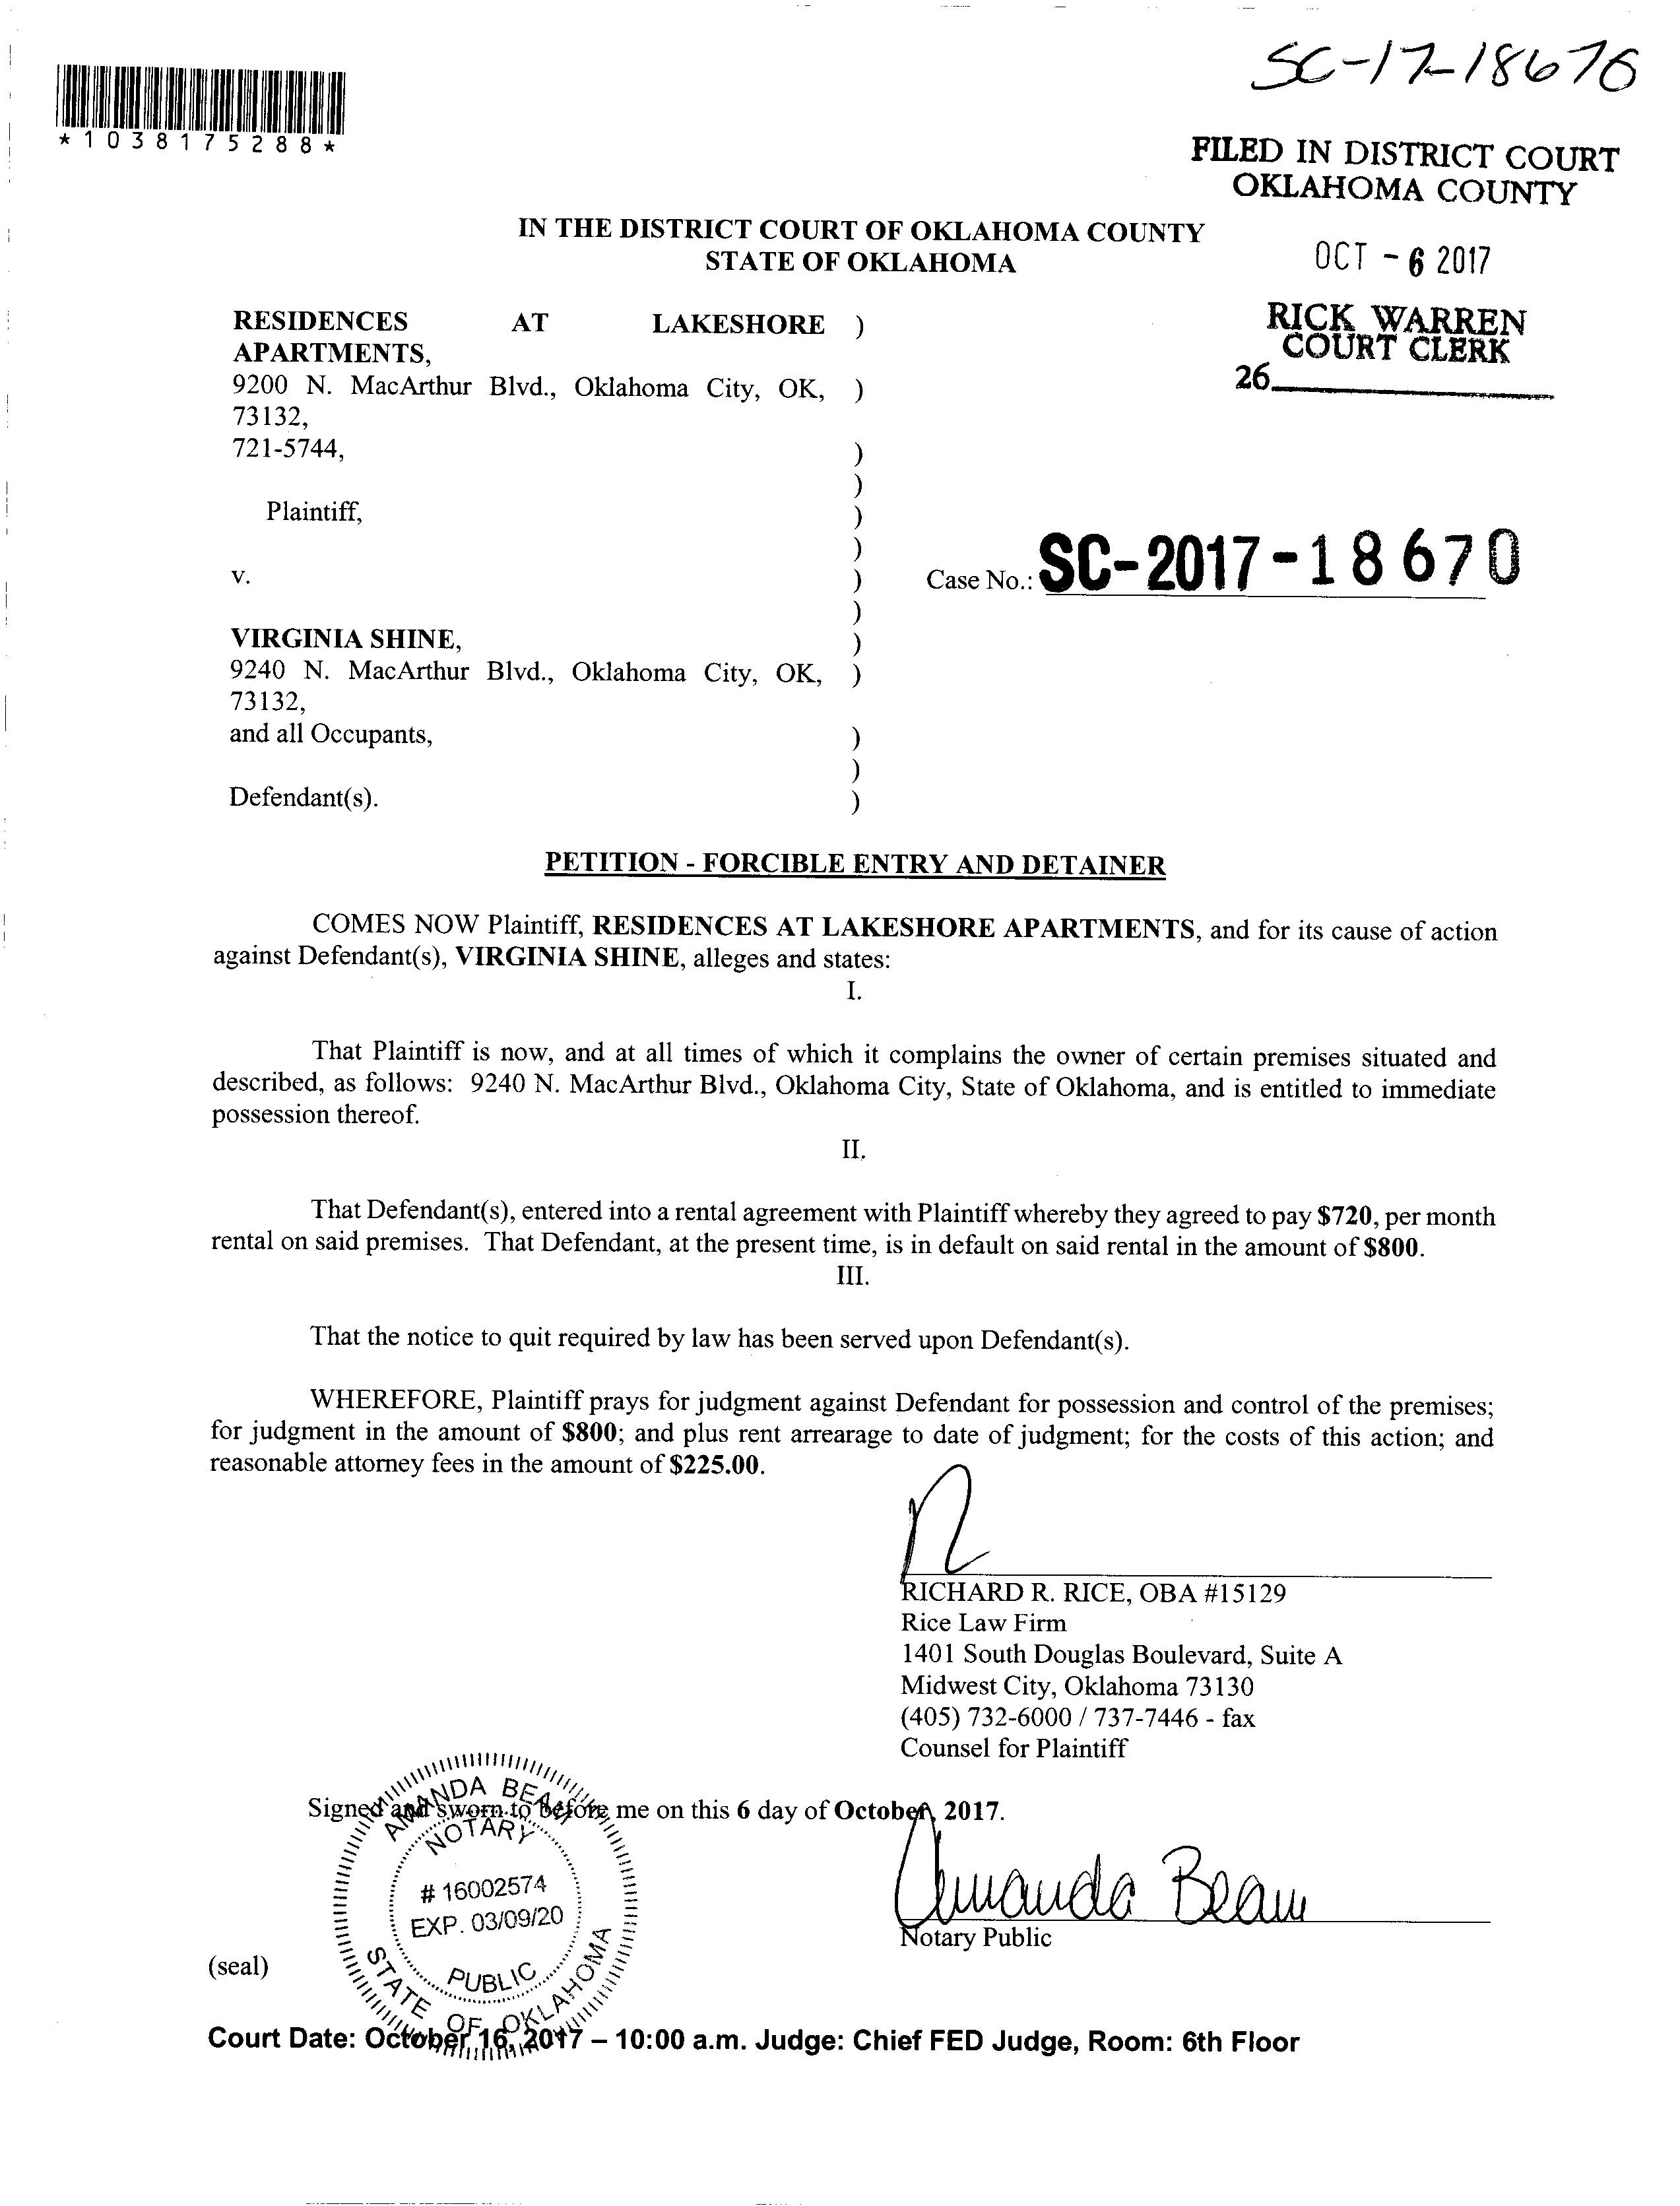 SC-17-18670
*1038175288*
FILED IN DISTRICT COURT
OKLAHOMA COUNTY
IN THE DISTRICT COURT OF OKLAHOMA COUNTY
STATE OF OKLAHOMA
OCT - 6 2017
RICK WARREN
COURT CLERK
26
RESIDENCES AT LAKESHORE )
APARTMENTS,
9200 N. MacArthur Blvd., Oklahoma City, OK, )
73132,
721-5744, )
)
Plaintiff, )
)
v. )
)
Case No.: SC-2017-18670
VIRGINIA SHINE, )
9240 N. MacArthur Blvd., Oklahoma City, OK, )
73132,
and all Occupants, )
)
Defendant(s). )
PETITION - FORCIBLE ENTRY AND DETAINER
COMES NOW Plaintiff, RESIDENCES AT LAKESHORE APARTMENTS, and for its cause of action
against Defendant(s), VIRGINIA SHINE, alleges and states:
I.
That Plaintiff is now, and at all times of which it complains the owner of certain premises situated and
described, as follows: 9240 N. MacArthur Blvd., Oklahoma City, State of Oklahoma, and is entitled to immediate
possession thereof.
II.
That Defendant(s), entered into a rental agreement with Plaintiff whereby they agreed to pay $720, per month
rental on said premises. That Defendant, at the present time, is in default on said rental in the amount of $800.
III.
That the notice to quit required by law has been served upon Defendant(s).
WHEREFORE, Plaintiff prays for judgment against Defendant for possession and control of the premises;
for judgment in the amount of $800; and plus rent arrearage to date of judgment; for the costs of this action; and
reasonable attorney fees in the amount of $225.00.
RICHARD R. RICE, OBA #15129
Rice Law Firm
1401 South Douglas Boulevard, Suite A
Midwest City, Oklahoma 73130
(405) 732-6000 / 737-7446 - fax
Counsel for Plaintiff
Signed and sworn to before me on this 6 day of October, 2017.
AMANDA BEAM
NOTARY
# 16002574
EXP. 03/09/20
PUBLIC
STATE OF OKLAHOMA
Amanda Beam
Notary Public
(seal)
Court Date: October 16, 2017 – 10:00 a.m. Judge: Chief FED Judge, Room: 6th Floor